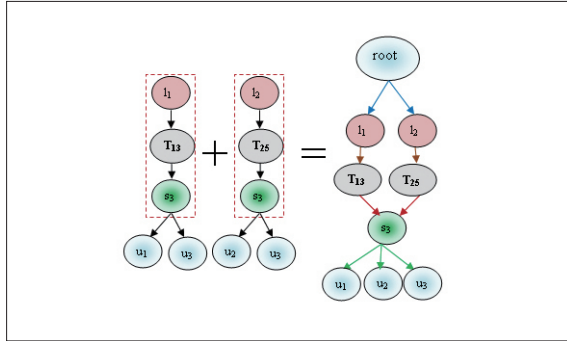 root
l1 l2 l1 l2
T13 + T25 = T13 T25
s3 s3 s3
u1 u3 u2 u3 u1 u2 u3